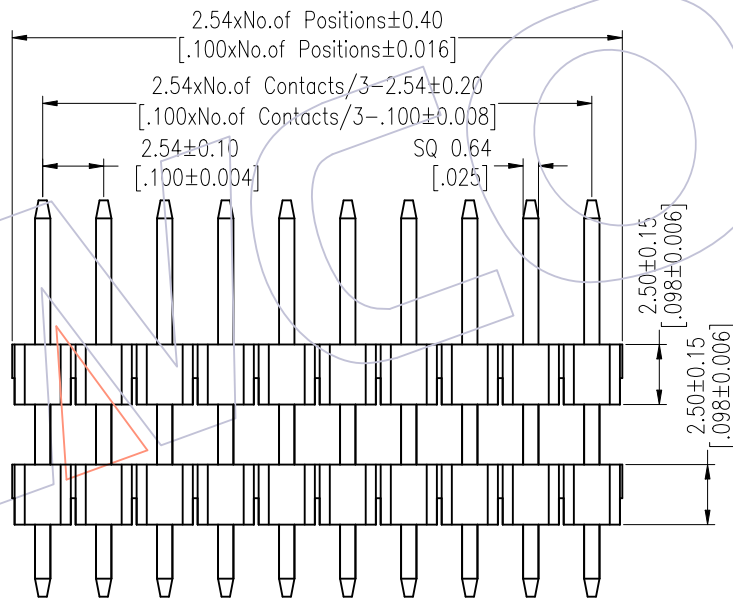 2.54xNo.of Positions±0.40
[.100xNo.of Positions±0.016]
2.54xNo.of Contacts/3-2.54±0.20
[.100xNo.of Contacts/3-.100±0.008]
2.54±0.10
[.100±0.004]
SQ 0.64
[.025]
2.50±0.15
[.098±0.006]
2.50±0.15
[.098±0.006]